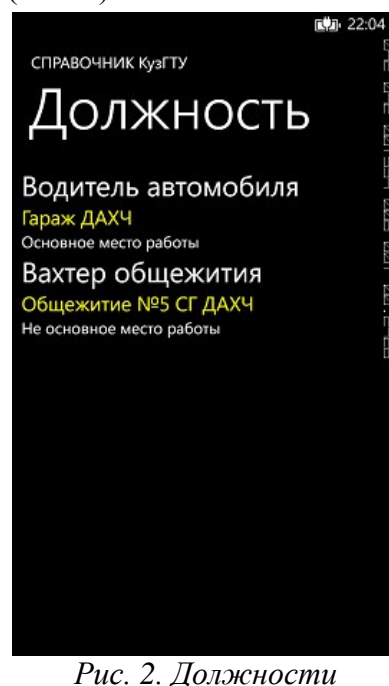 22:04
СПРАВОЧНИК КузГТУ
Должность
Водитель автомобиля
Гараж ДАХЧ
Основное место работы
Вахтер общежития
Общежитие №5 СГ ДАХЧ
Не основное место работы
Рис. 2. Должности